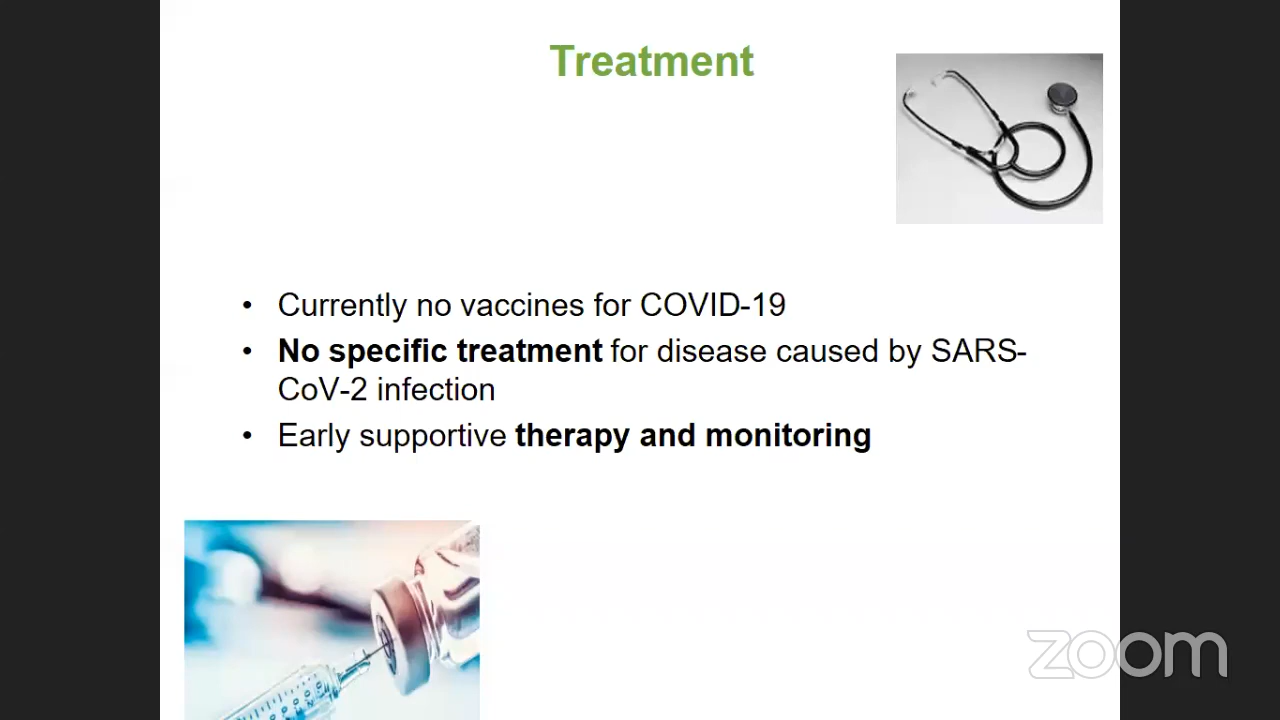 Treatment
• Currently no vaccines for COVID-19
• No specific treatment for disease caused by SARS-
CoV-2 infection
• Early supportive therapy and monitoring
zoom